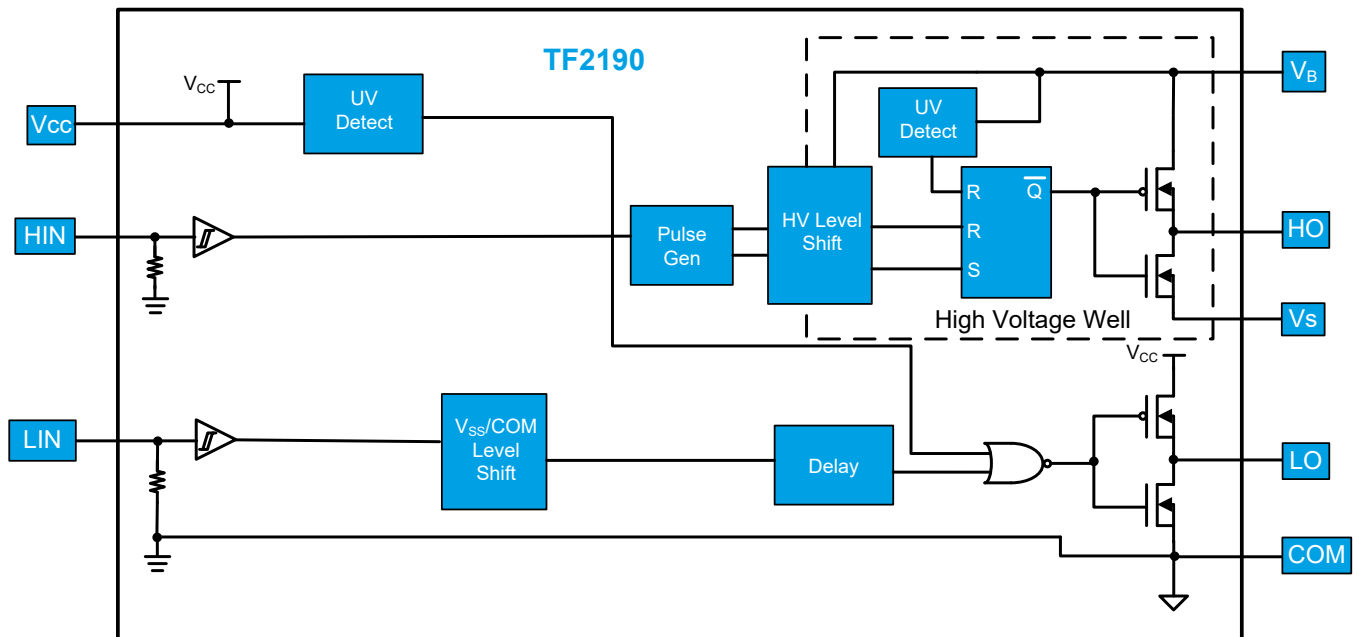 TF2190
VCC
Vcc
UV
Detect
VB
UV
Detect
HIN
Pulse
Gen
HV Level
Shift
R
Q̅
R
S
HO
High Voltage Well
Vs
VCC
LIN
VSS/COM
Level
Shift
Delay
LO
COM